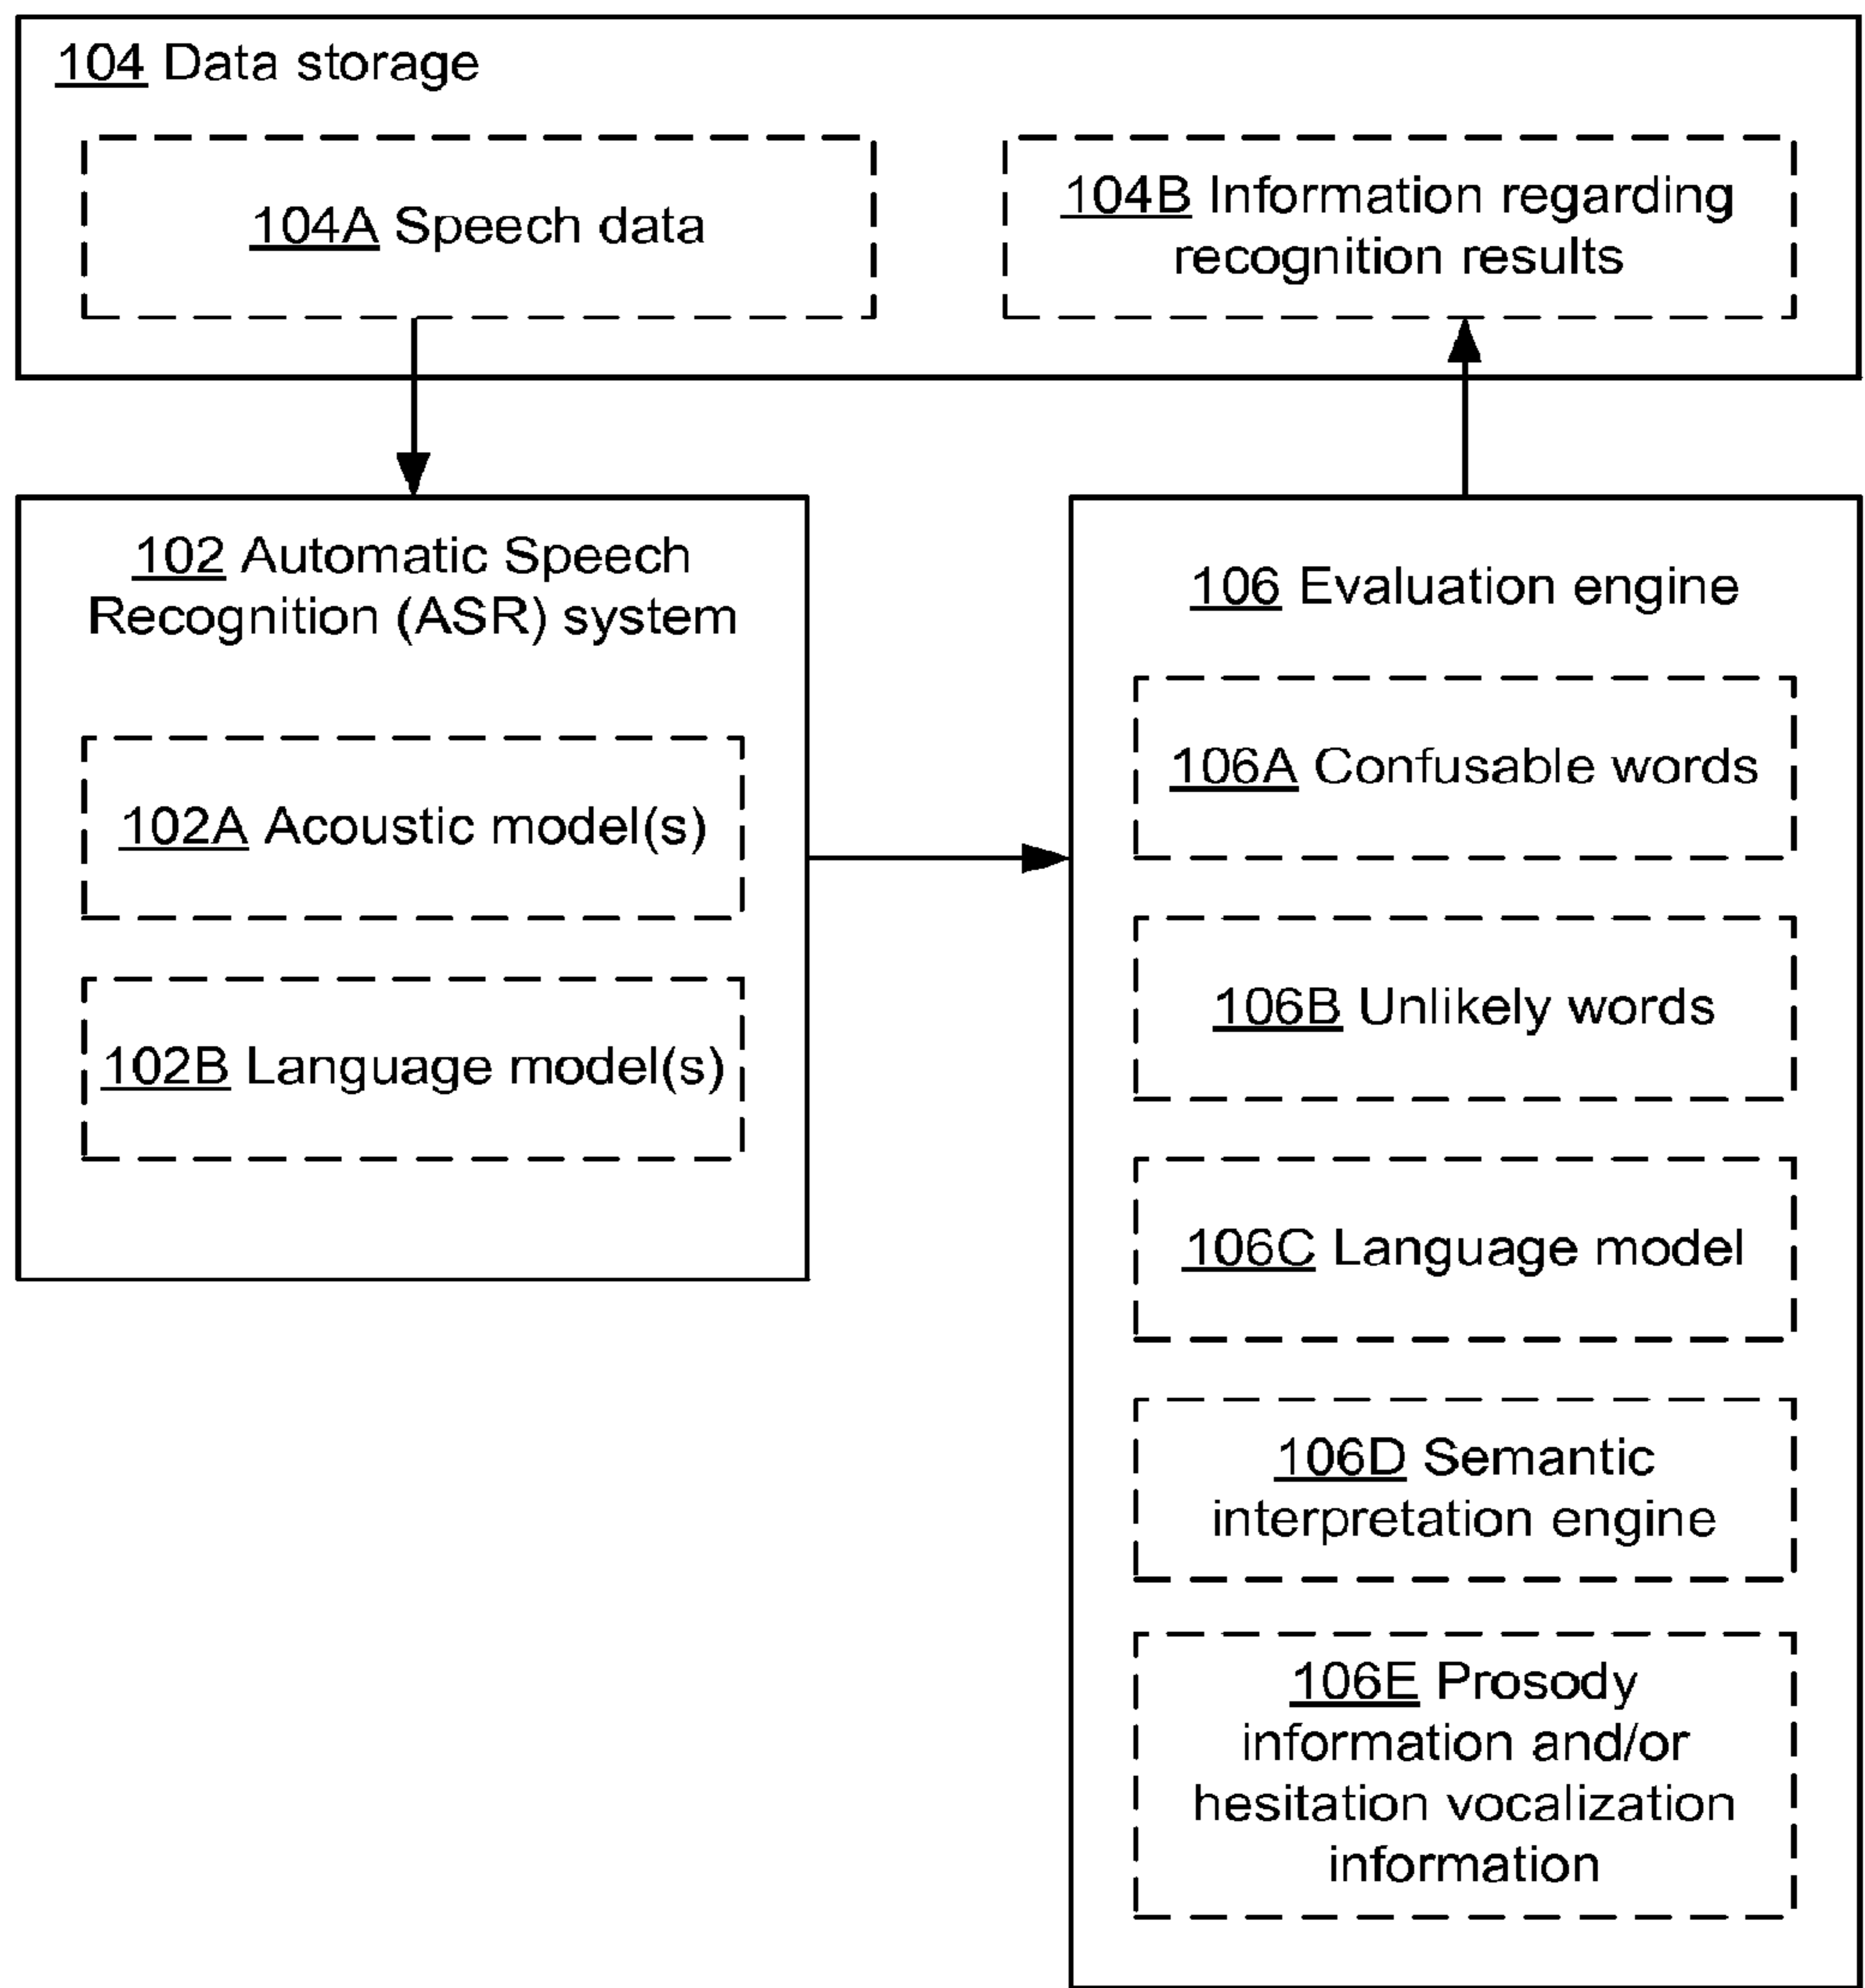 104 Data storage
104A Speech data
104B Information regarding
recognition results
102 Automatic Speech
Recognition (ASR) system
102A Acoustic model(s)
102B Language model(s)
106 Evaluation engine
106A Confusable words
106B Unlikely words
106C Language model
106D Semantic
interpretation engine
106E Prosody
information and/or
hesitation vocalization
information